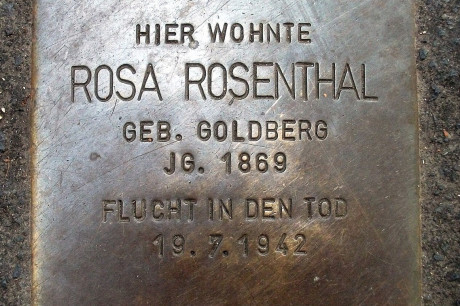 HIER WOHNTE
ROSA ROSENTHAL
GEB. GOLDBERG
JG. 1869
FLUCHT IN DEN TOD
19. 7. 1942